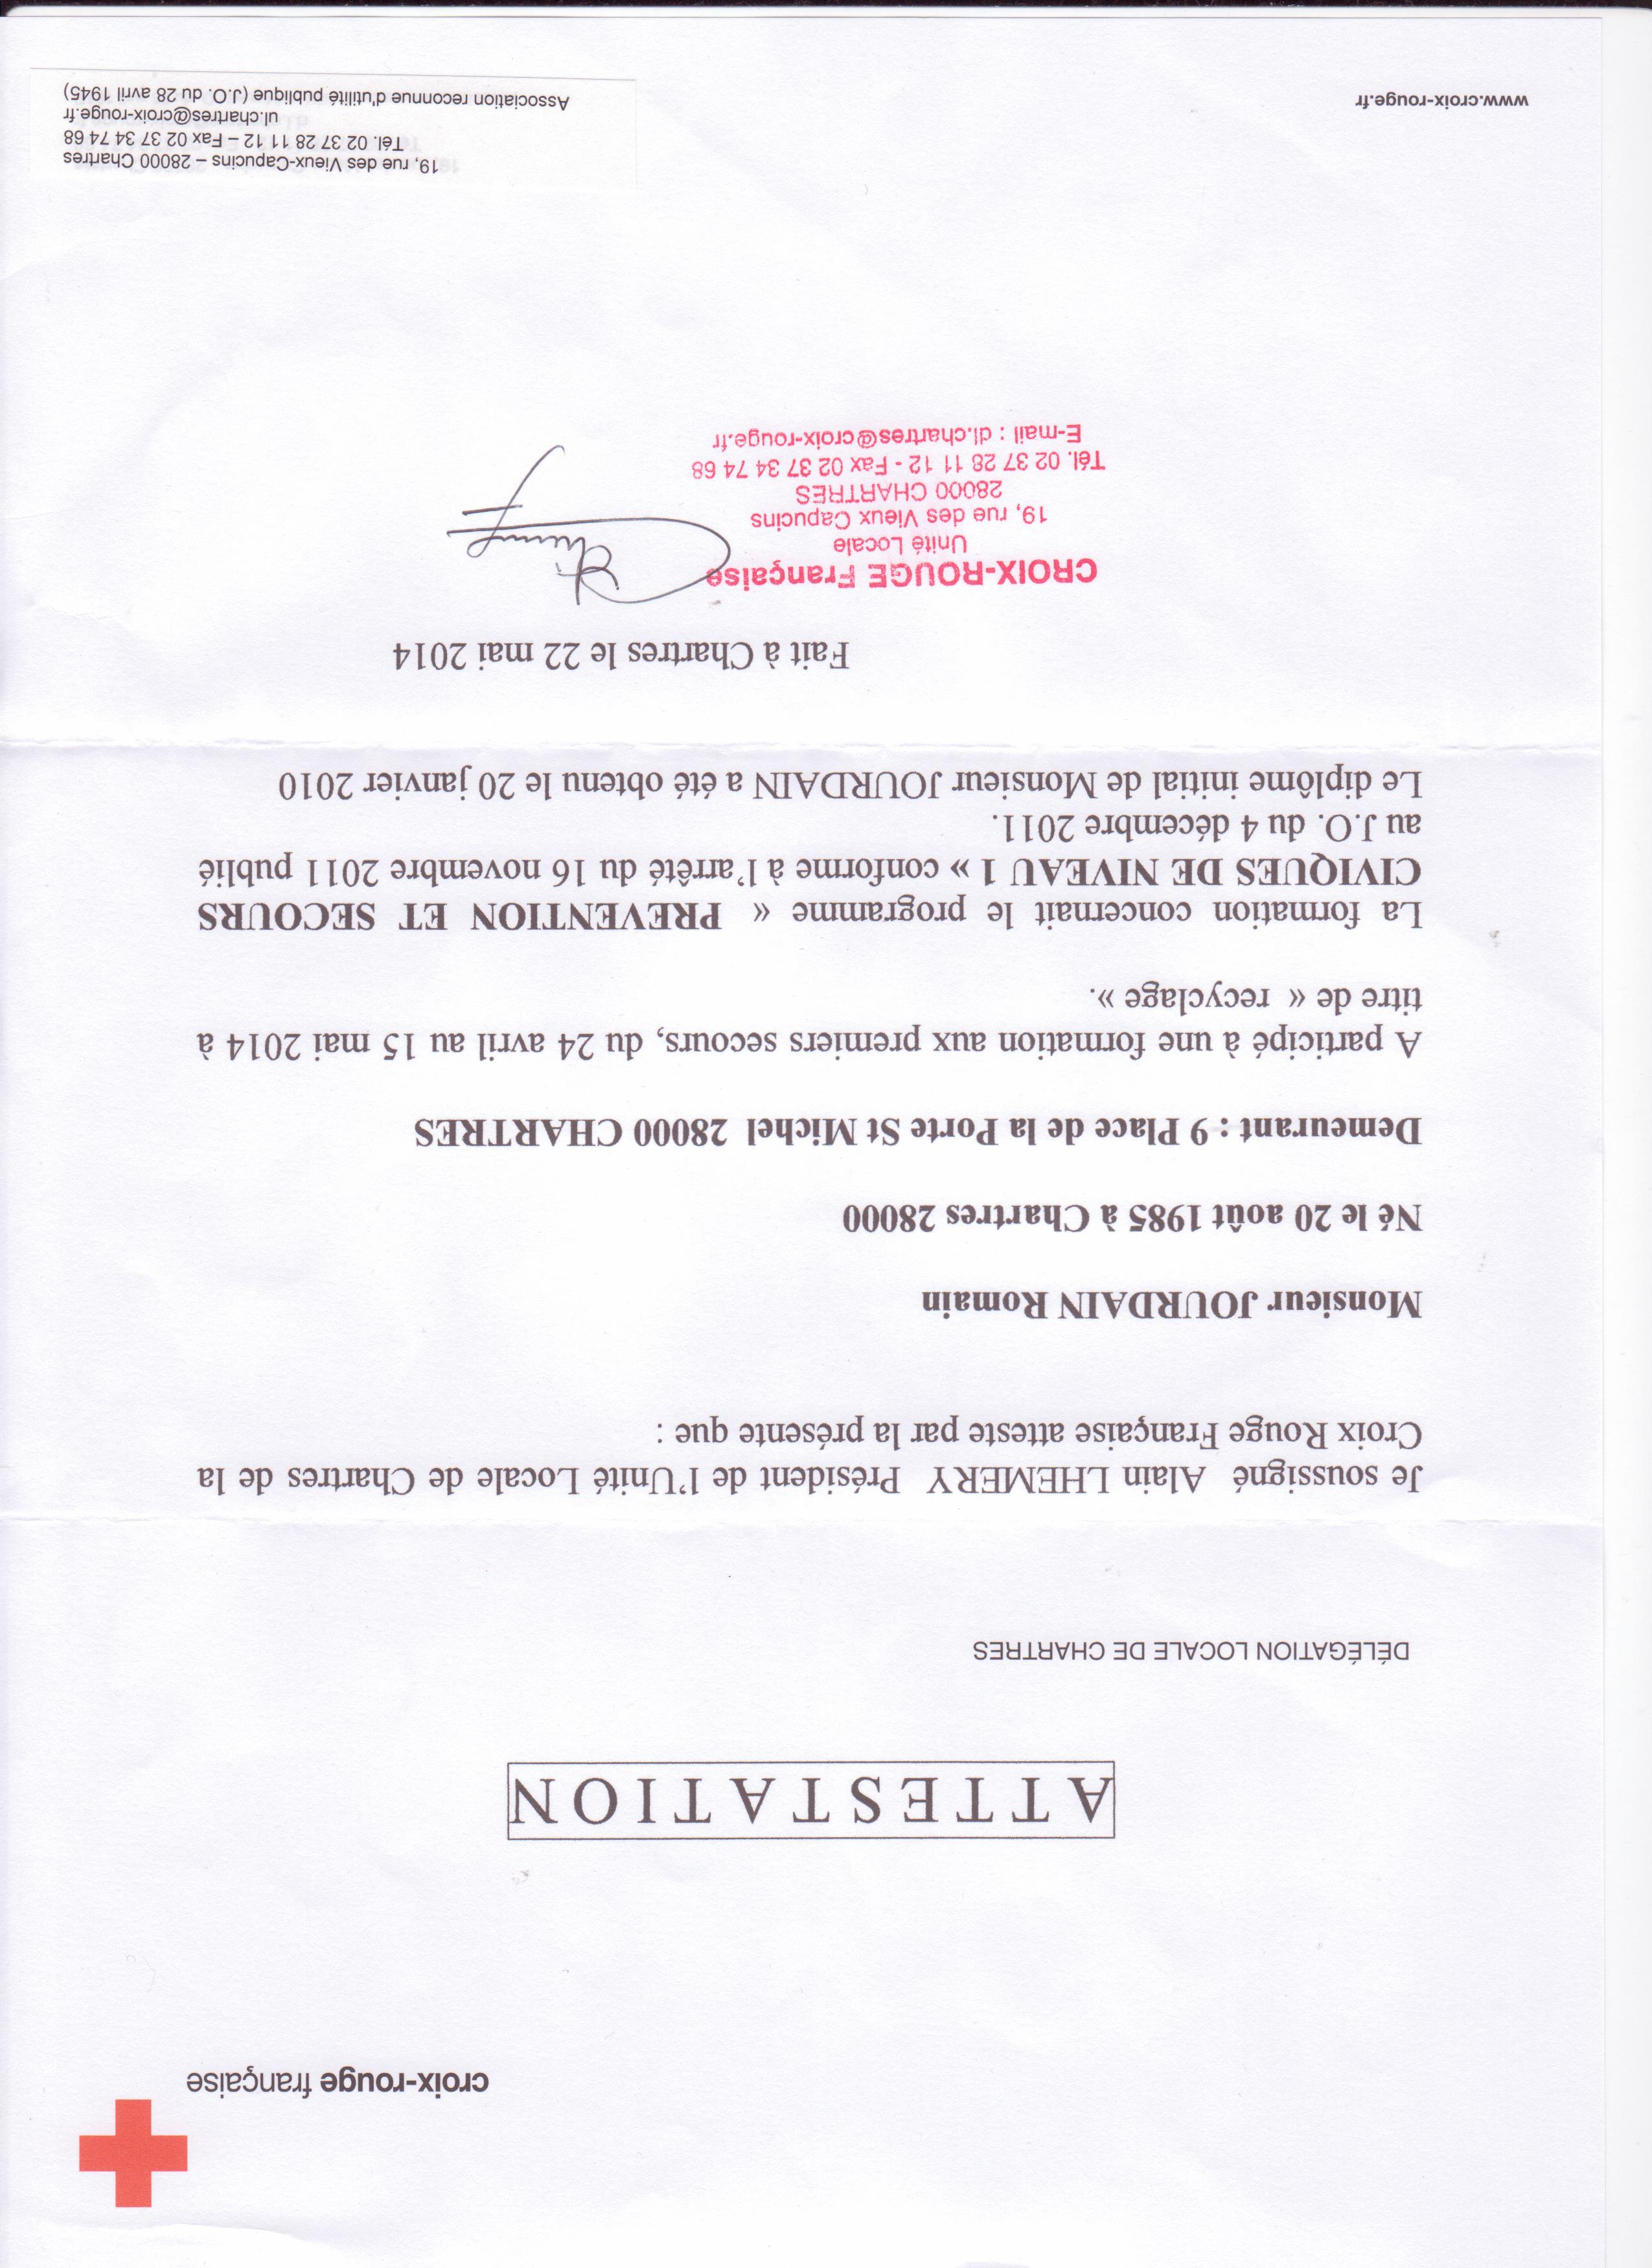 croix-rouge française
ATTESTATION
DÉLÉGATION LOCALE DE CHARTRES
Je soussigné Alain LHEMERY Président de l'Unité Locale de Chartres de la
Croix Rouge Française atteste par la présente que :
Monsieur JOURDAIN Romain
Né le 20 août 1985 à Chartres 28000
Demeurant : 9 Place de la Porte St Michel 28000 CHARTRES
A participé à une formation aux premiers secours, du 24 avril au 15 mai 2014 à
titre de « recyclage ».
La formation concernait le programme « PREVENTION ET SECOURS
CIVIQUES DE NIVEAU 1 » conforme à l'arrêté du 16 novembre 2011 publié
au J.O. du 4 décembre 2011.
Le diplôme initial de Monsieur JOURDAIN a été obtenu le 20 janvier 2010
Fait à Chartres le 22 mai 2014
CROIX-ROUGE Française
Unité Locale
19, rue des Vieux Capucins
28000 CHARTRES
Tél. 02 37 28 11 12 - Fax 02 37 34 74 68
E-mail : dl.chartres@croix-rouge.fr
19, rue des Vieux-Capucins – 28000 Chartres
Tél. 02 37 28 11 12 – Fax 02 37 34 74 68
ul.chartres@croix-rouge.fr
Association reconnue d'utilité publique (J.O. du 28 avril 1945)
www.croix-rouge.fr